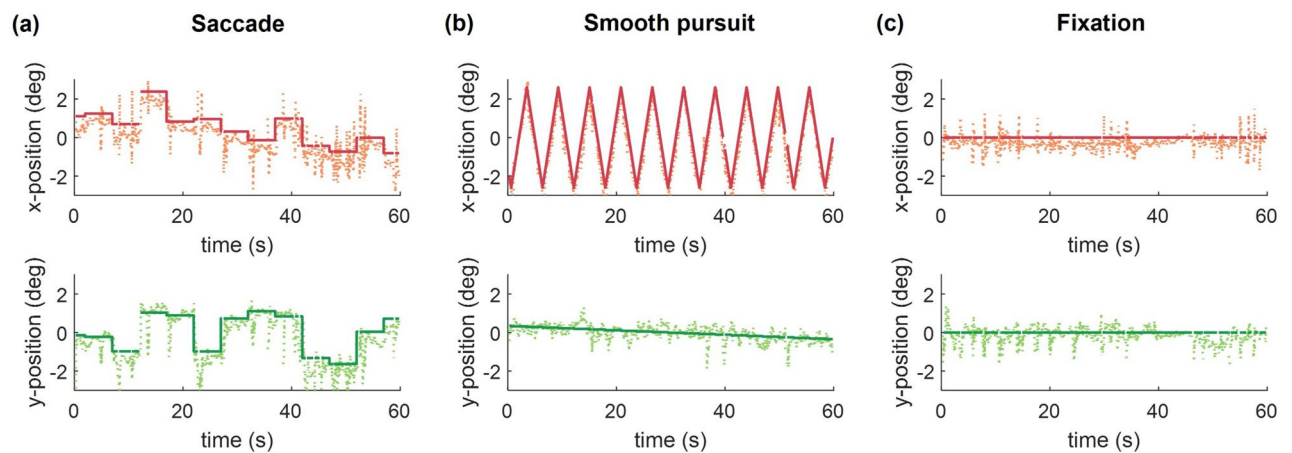 (a) Saccade (b) Smooth pursuit (c) Fixation
x-position (deg)
2
0
-2
0 20 40 60
time (s)
x-position (deg)
2
0
-2
0 20 40 60
time (s)
x-position (deg)
2
0
-2
0 20 40 60
time (s)
y-position (deg)
2
0
-2
0 20 40 60
time (s)
y-position (deg)
2
0
-2
0 20 40 60
time (s)
y-position (deg)
2
0
-2
0 20 40 60
time (s)